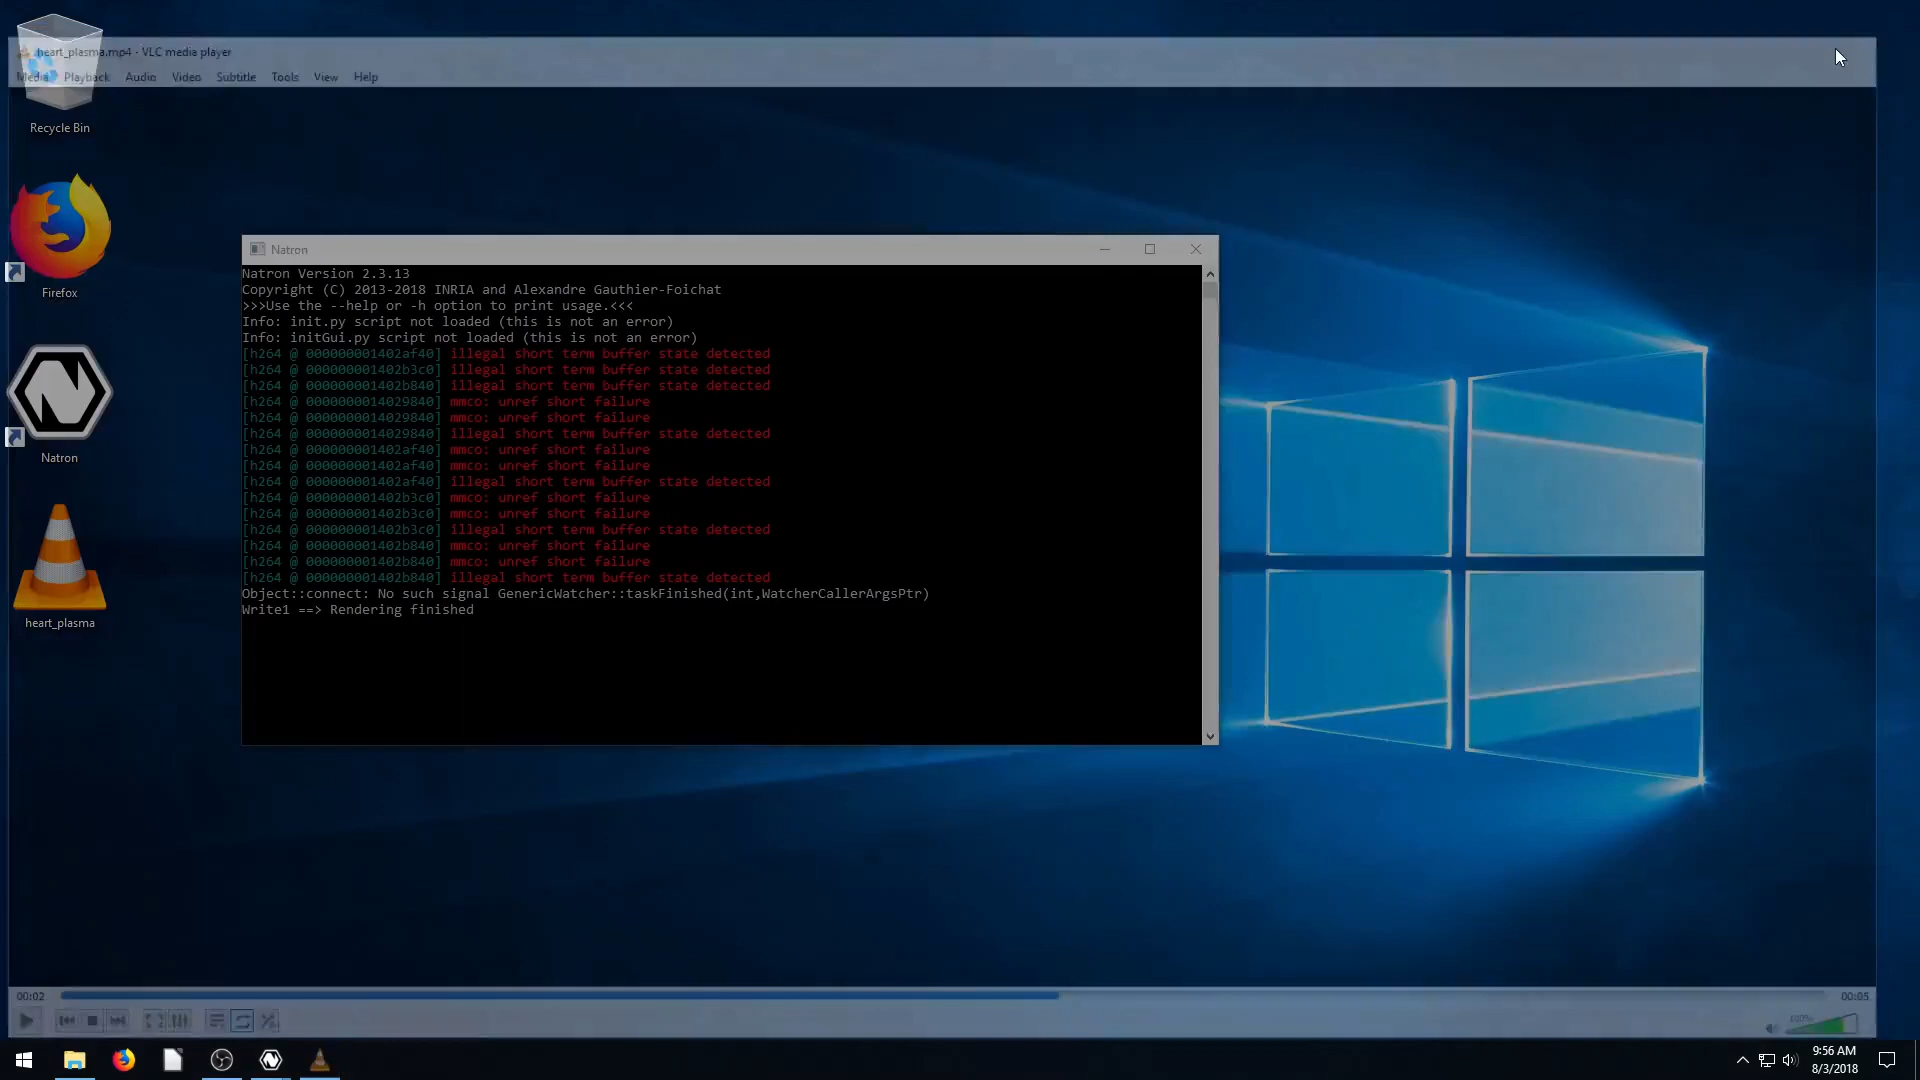 heart_plasma.mp4 - VLC media player
Media Playback Audio Video Subtitle Tools View Help
Recycle Bin
Firefox
Natron
heart_plasma
Natron
Natron Version 2.3.13
Copyright (C) 2013-2018 INRIA and Alexandre Gauthier-Foichat
>>>Use the --help or -h option to print usage.<<<
Info: init.py script not loaded (this is not an error)
Info: initGui.py script not loaded (this is not an error)
[h264 @ 000000001402af40] illegal short term buffer state detected
[h264 @ 000000001402b3c0] illegal short term buffer state detected
[h264 @ 000000001402b840] illegal short term buffer state detected
[h264 @ 0000000014029840] mmco: unref short failure
[h264 @ 0000000014029840] mmco: unref short failure
[h264 @ 0000000014029840] illegal short term buffer state detected
[h264 @ 000000001402af40] mmco: unref short failure
[h264 @ 000000001402af40] mmco: unref short failure
[h264 @ 000000001402af40] illegal short term buffer state detected
[h264 @ 000000001402b3c0] mmco: unref short failure
[h264 @ 000000001402b3c0] mmco: unref short failure
[h264 @ 000000001402b3c0] illegal short term buffer state detected
[h264 @ 000000001402b840] mmco: unref short failure
[h264 @ 000000001402b840] mmco: unref short failure
[h264 @ 000000001402b840] illegal short term buffer state detected
Object::connect: No such signal GenericWatcher::taskFinished(int,WatcherCallerArgsPtr)
Write1 ==> Rendering finished
00:02 00:05
100%
9:56 AM
8/3/2018